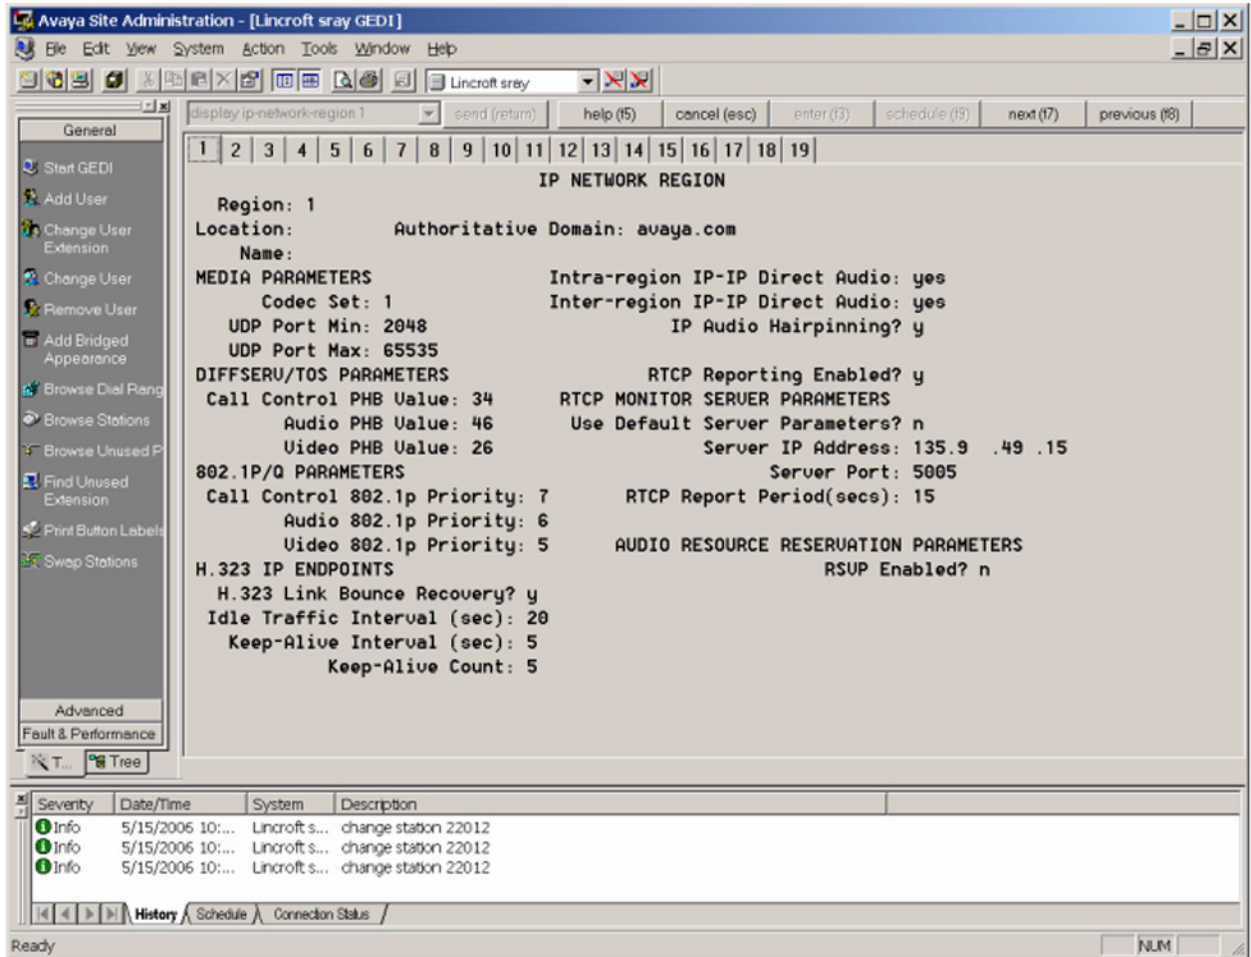 Avaya Site Administration - [Lincroft sray GEDI]
File Edit View System Action Tools Window Help
Lincroft sray
General
display ip-network-region 1 send (return) help (f5) cancel (esc) enter (f3) schedule (f9) next (f7) previous (f8)
Start GEDI
Add User
Change User
Extension
Change User
Remove User
Add Bridged
Appearance
Browse Dial Rang
Browse Stations
Browse Unused P
Find Unused
Extension
Print Button Labels
Swap Stations
Advanced
Fault & Performance
T... Tree
1 2 3 4 5 6 7 8 9 10 11 12 13 14 15 16 17 18 19
IP NETWORK REGION
Region: 1
Location: Authoritative Domain: avaya.com
Name:
MEDIA PARAMETERS Intra-region IP-IP Direct Audio: yes
Codec Set: 1 Inter-region IP-IP Direct Audio: yes
UDP Port Min: 2048 IP Audio Hairpinning? y
UDP Port Max: 65535
DIFFSERV/TOS PARAMETERS RTCP Reporting Enabled? y
Call Control PHB Value: 34 RTCP MONITOR SERVER PARAMETERS
Audio PHB Value: 46 Use Default Server Parameters? n
Video PHB Value: 26 Server IP Address: 135.9 .49 .15
802.1P/Q PARAMETERS Server Port: 5005
Call Control 802.1p Priority: 7 RTCP Report Period(secs): 15
Audio 802.1p Priority: 6
Video 802.1p Priority: 5 AUDIO RESOURCE RESERVATION PARAMETERS
H.323 IP ENDPOINTS RSVP Enabled? n
H.323 Link Bounce Recovery? y
Idle Traffic Interval (sec): 20
Keep-Alive Interval (sec): 5
Keep-Alive Count: 5
Severity Date/Time System Description
Info 5/15/2006 10:... Lincroft s... change station 22012
Info 5/15/2006 10:... Lincroft s... change station 22012
Info 5/15/2006 10:... Lincroft s... change station 22012
History Schedule Connection Status
Ready NUM